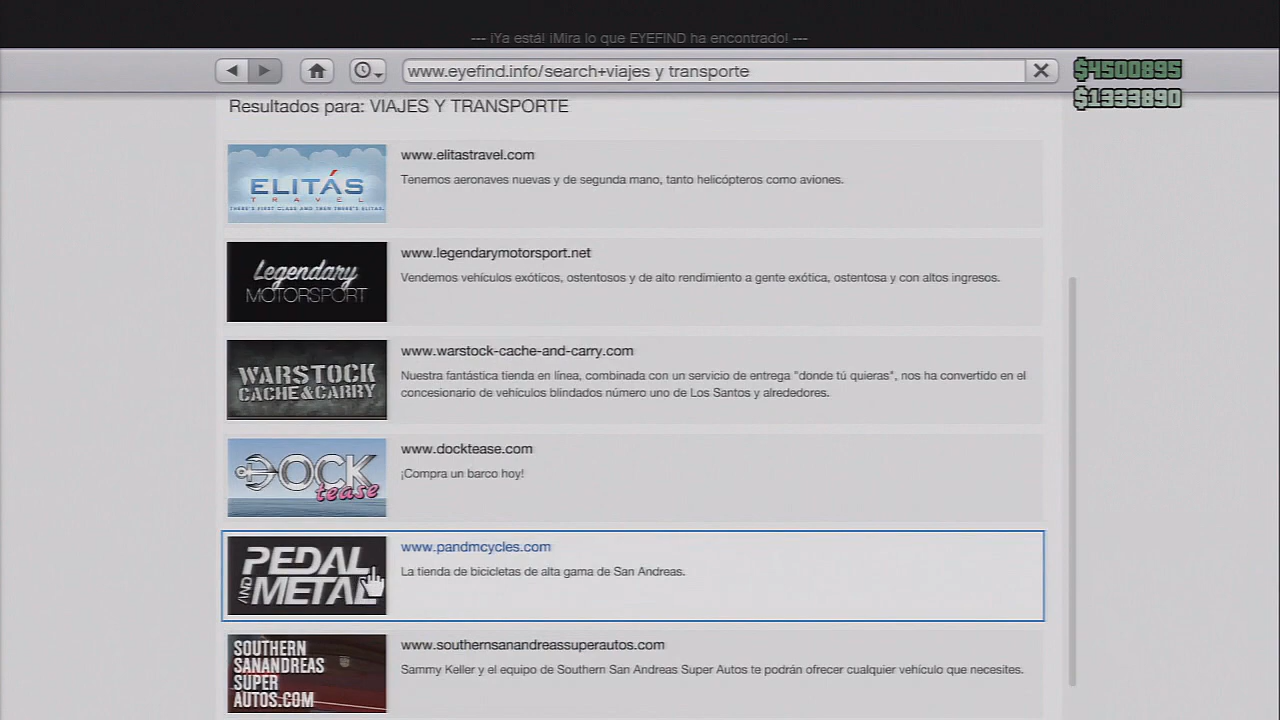 --- ¡Ya está! ¡Mira lo que EYEFIND ha encontrado! ---
www.eyefind.info/search+viajes y transporte
$4500895
$1333890
Resultados para: VIAJES Y TRANSPORTE
ELITÁS
TRAVEL
THERE'S FIRST CLASS AND THEN THERE'S ELITAS.
www.elitastravel.com
Tenemos aeronaves nuevas y de segunda mano, tanto helicópteros como aviones.
Legendary
MOTORSPORT
www.legendarymotorsport.net
Vendemos vehículos exóticos, ostentosos y de alto rendimiento a gente exótica, ostentosa y con altos ingresos.
WARSTOCK
CACHE&CARRY
www.warstock-cache-and-carry.com
Nuestra fantástica tienda en línea, combinada con un servicio de entrega "donde tú quieras", nos ha convertido en el
concesionario de vehículos blindados número uno de Los Santos y alrededores.
DOCK
tease
www.docktease.com
¡Compra un barco hoy!
PEDAL
AND METAL
www.pandmcycles.com
La tienda de bicicletas de alta gama de San Andreas.
SOUTHERN
SANANDREAS
SUPER
AUTOS.COM
www.southernsanandreassuperautos.com
Sammy Keller y el equipo de Southern San Andreas Super Autos te podrán ofrecer cualquier vehículo que necesites.